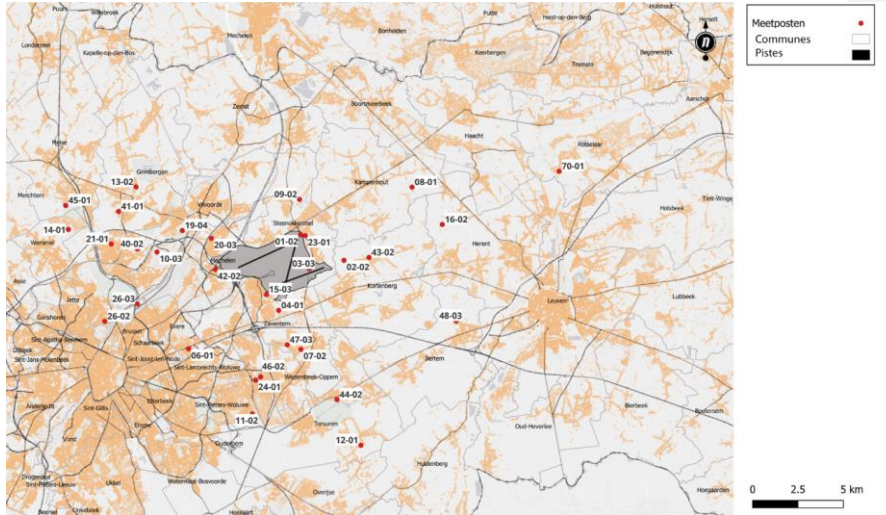 Putte
Heist-op-den-Berg
Hulshout
Herselt
Londerzeel
Kapelle-op-den-Bos
Mechelen
Bonheiden
Keerbergen
Tremelo
Begijnendijk
Zemst
Boortmeerbeek
Aarschot
Meise
Haacht
Rotselaar
Grimbergen
70-01
13-02
Kampenhout
08-01
Merchtem
45-01
41-01
Vilvoorde
09-02
Holsbeek
Tielt-Winge
14-01
19-04
Steenokkerzeel
16-02
Wemmel
21-01
40-02
20-03
01-02
23-01
Herent
10-03
Machelen
43-02
Asse
42-02
03-03
02-02
Jette
15-03
Kortenberg
Lubbeek
Ganshoren
26-03
04-01
Leuven
26-02
Evere
Zaventem
48-03
Brussel
Schaerbeek
Sint-Agatha-Berchem
47-03
Dilbeek
06-01
07-02
Sint-Jans-Molenbeek
Sint-Joost-ten-Node
Bertem
Sint-Lambrechts-Woluwe
46-02
Wezembeek-Oppem
24-01
Anderlecht
Etterbeek
44-02
Sint-Gillis
Sint-Pieters-Woluwe
Bierbeek
Boutersem
11-02
Elsene
Tervuren
Oud-Heverlee
Vorst
Oudergem
12-01
Huldenberg
Drogenbos
Sint-Pieters-Leeuw
Ukkel
Watermaal-Bosvoorde
Overijse
Hoegaarden
Beersel
Linkebeek
Hoeilaart
n
Meetposten
Communes
Pistes
0 2.5 5 km